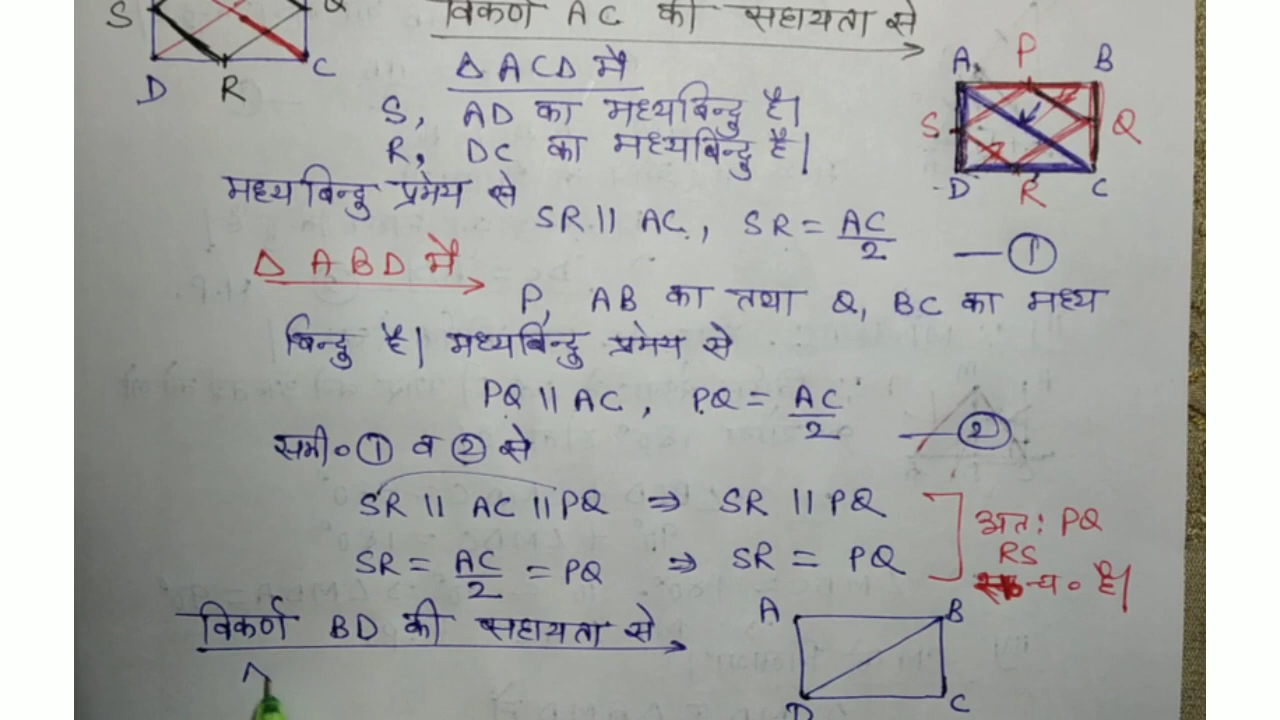 S Q
D R C
विकर्ण AC की सहायता से
Δ ACD में
S, AD का मध्यबिन्दु है।
R, DC का मध्यबिन्दु है।
A P B
S Q
D R C
मध्यबिन्दु प्रमेय से
SR || AC, SR = AC/2 — ①
Δ ABD में
P, AB का तथा Q, BC का मध्य
बिन्दु है। मध्यबिन्दु प्रमेय से
PQ || AC, PQ = AC/2 — ②
समी० ① व ② से
SR || AC || PQ ⇒ SR || PQ
SR = AC/2 = PQ ⇒ SR = PQ
अतः PQ
RS
च० है।
विकर्ण BD की सहायता से
A B
D C